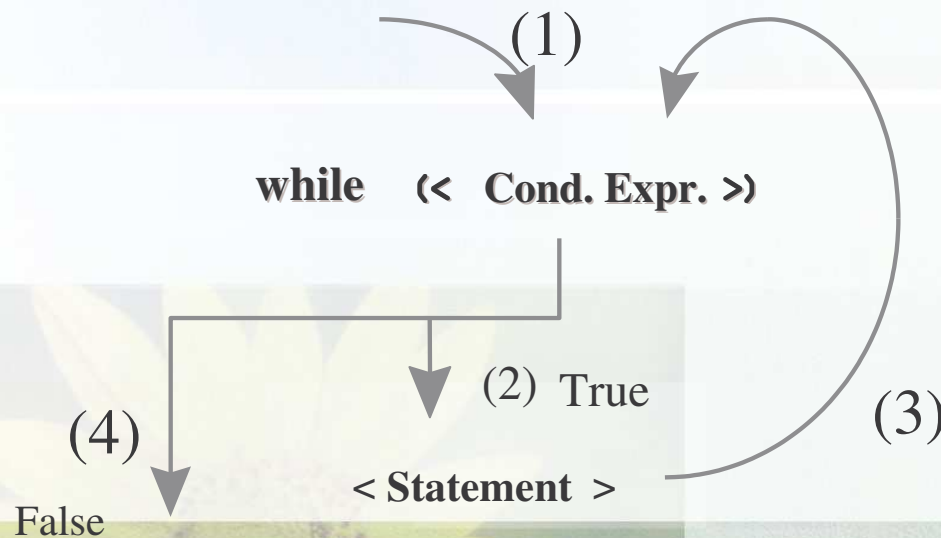 (1)
while (< Cond. Expr. >)
(2) True
(3)
(4)
< Statement >
False